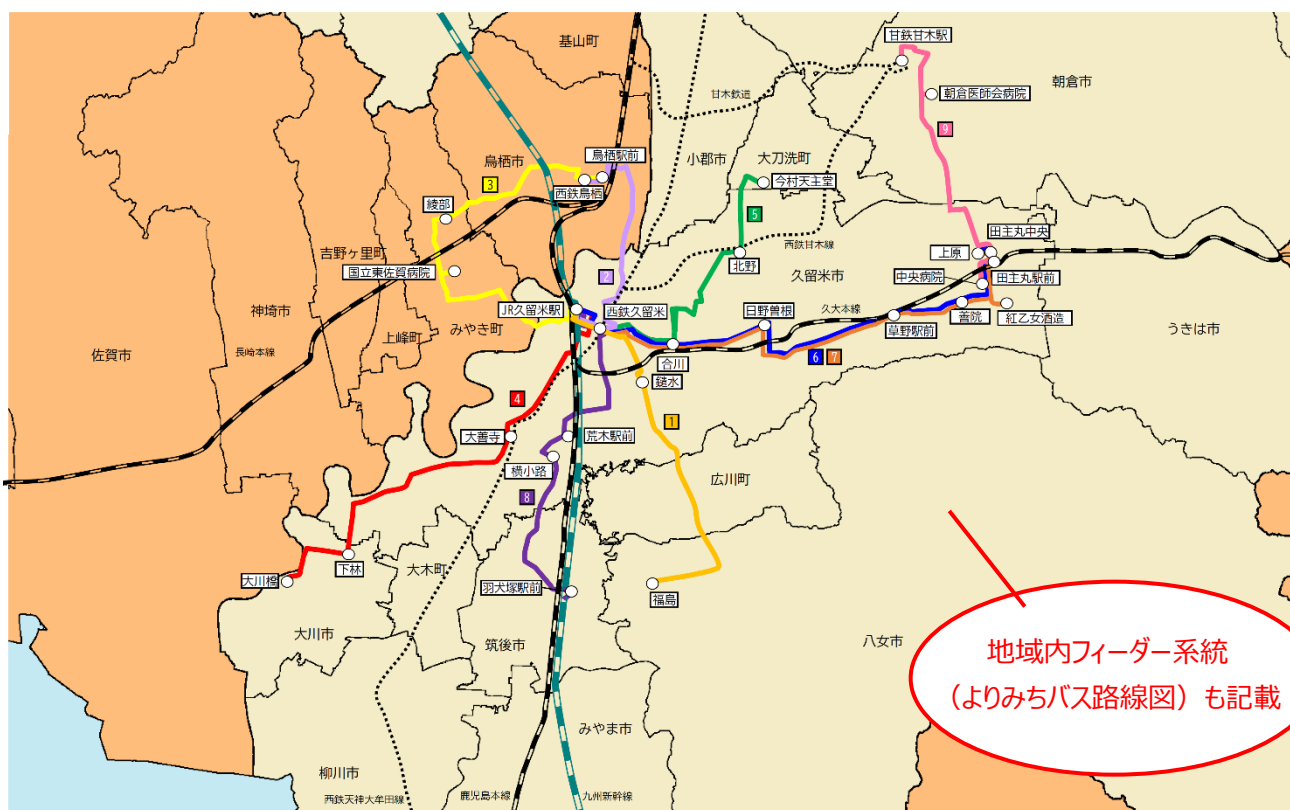 甘鉄甘木駅
基山町
朝倉市
甘木鉄道
朝倉医師会病院
9
小郡市
鳥栖駅前
鳥栖市
大刀洗町
3
西鉄鳥栖
今村天主堂
綾部
5
田主丸中央
西鉄甘木線
吉野ヶ里町
上原
北野
国立東佐賀病院
久留米市
中央病院
田主丸駅前
2
神埼市
JR久留米駅
西鉄久留米
日野曽根
久大本線
善院
紅乙女酒造
みやき町
草野駅前
うきは市
上峰町
佐賀市
長崎本線
合川
6
7
鑓水
4
1
大善寺
荒木駅前
横小路
広川町
8
下林
大木町
大川橋
羽犬塚駅前
福島
大川市
筑後市
八女市
地域内フィーダー系統
（よりみちバス路線図）も記載
みやま市
柳川市
西鉄天神大牟田線
鹿児島本線
九州新幹線